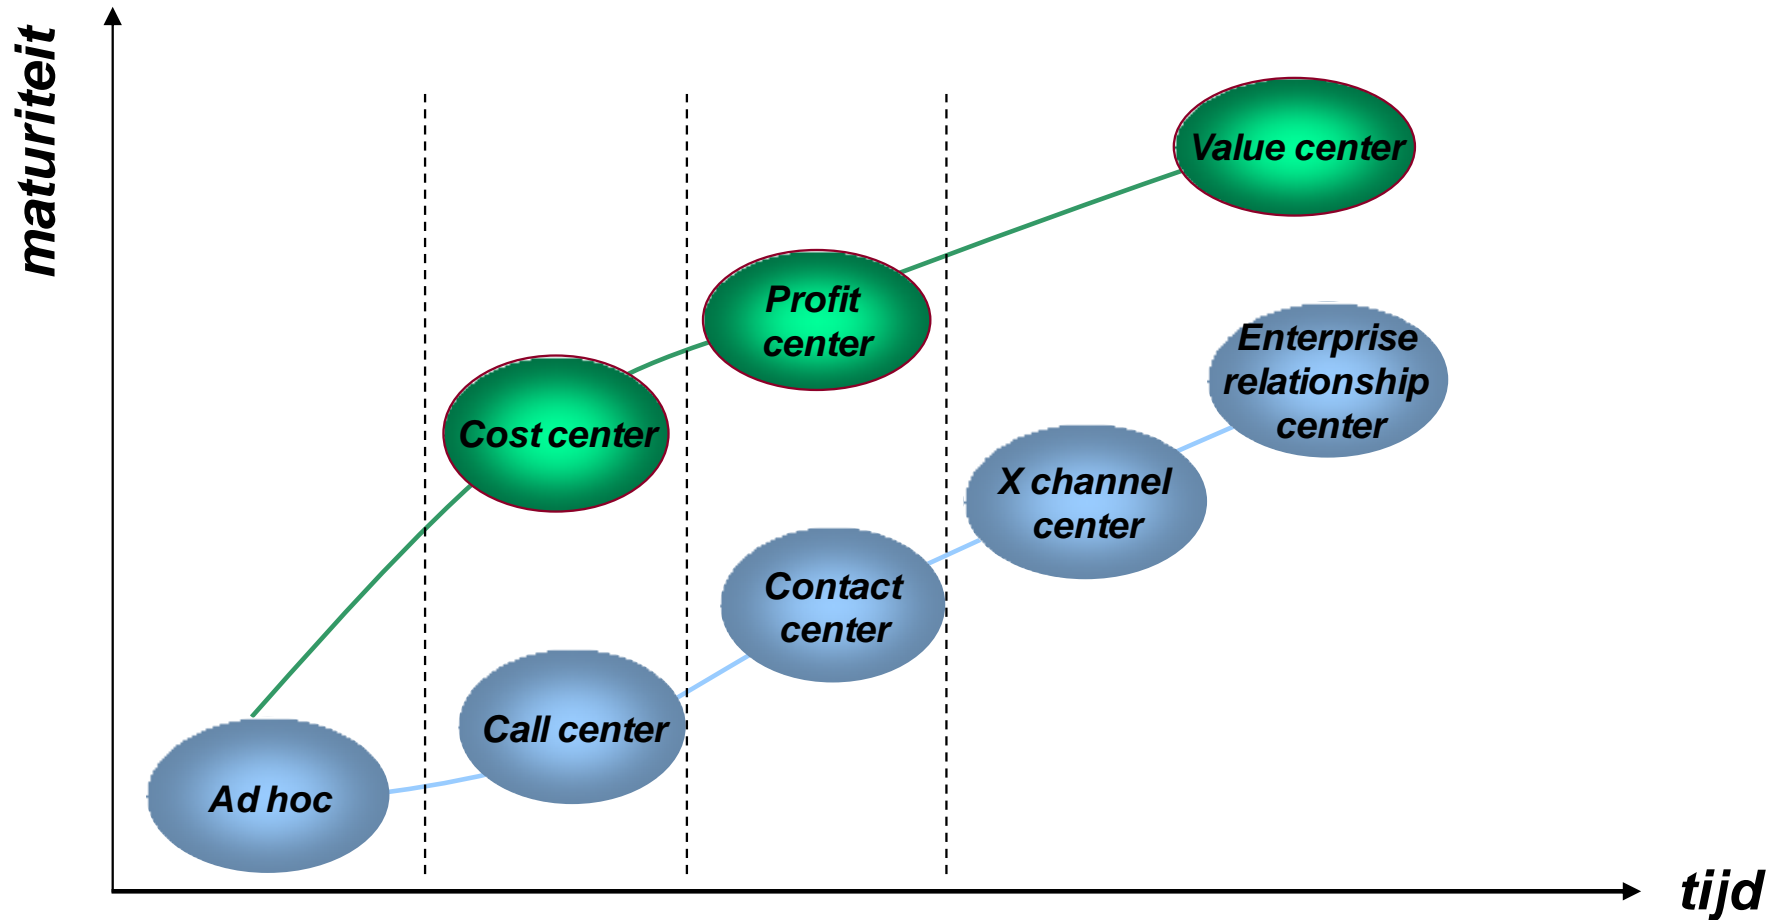 maturiteit
Value center
Profit
center
Enterprise
relationship
center
Cost center
X channel
center
Contact
center
Call center
Ad hoc
tijd